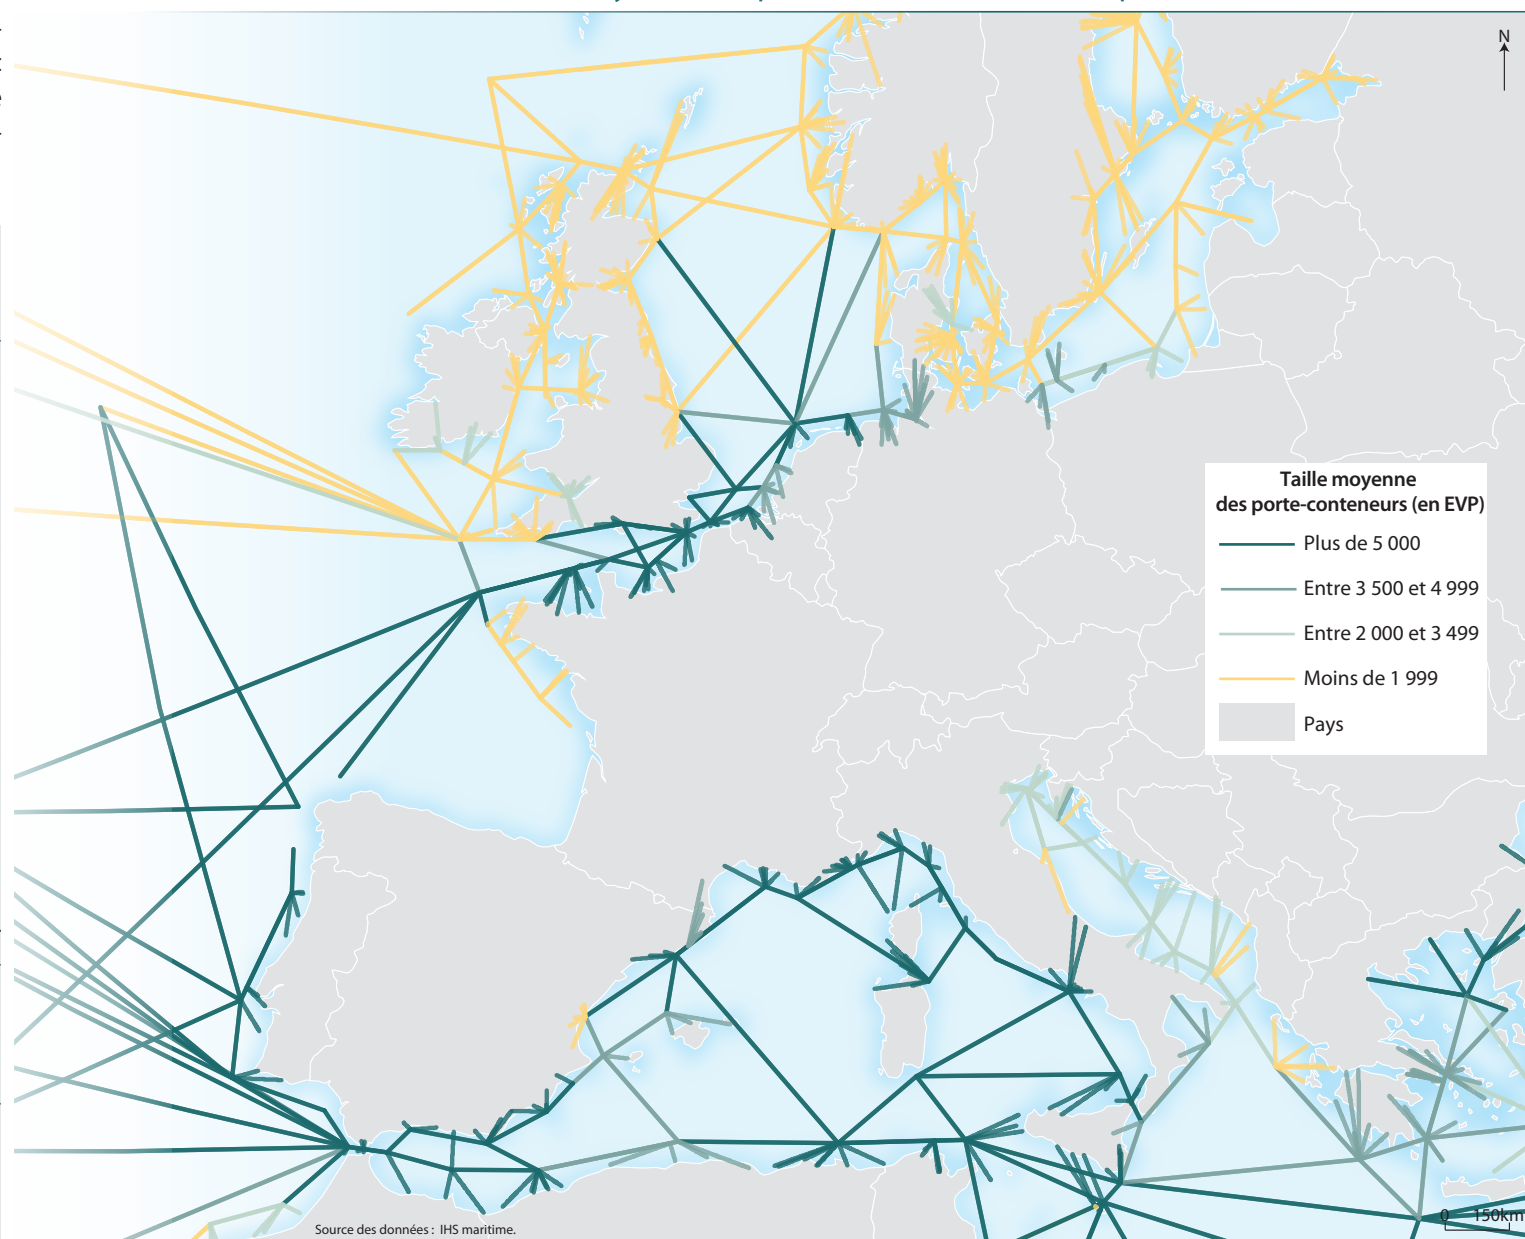 N
Taille moyenne
des porte-conteneurs (en EVP)
Plus de 5 000
Entre 3 500 et 4 999
Entre 2 000 et 3 499
Moins de 1 999
Pays
0 150km
Source des données : IHS maritime.